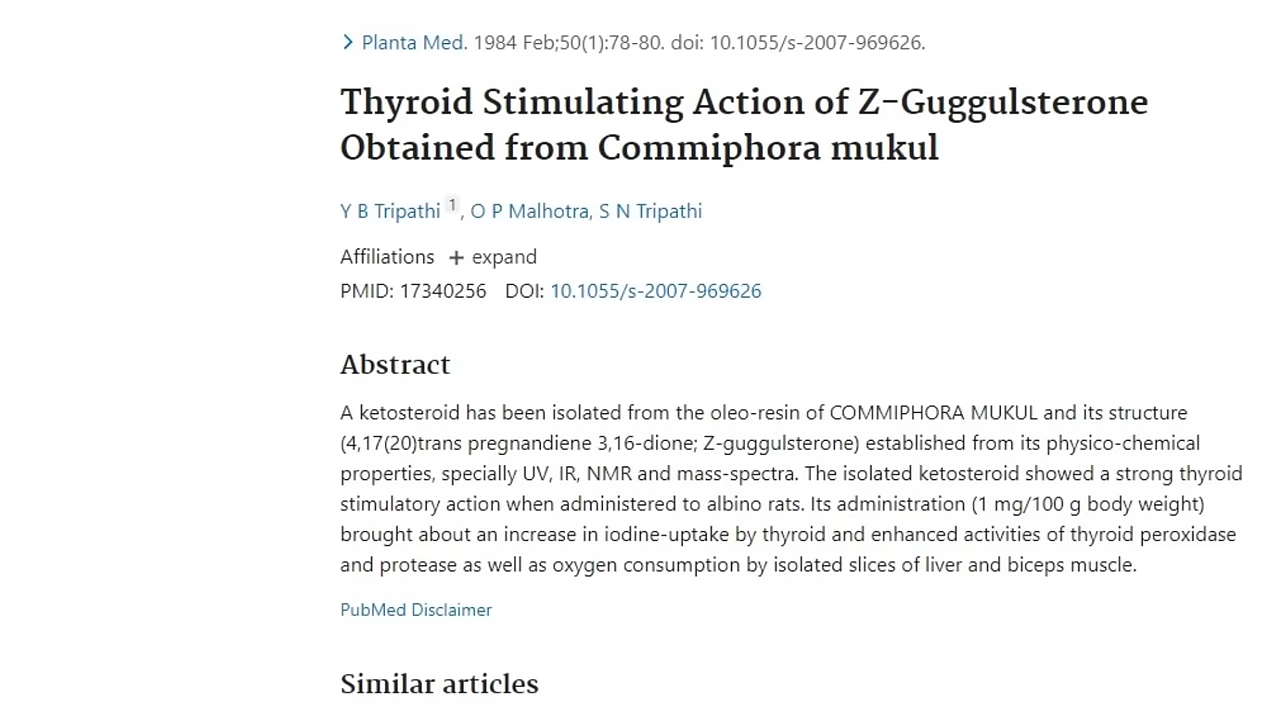 Planta Med. 1984 Feb;50(1):78-80. doi: 10.1055/s-2007-969626.
Thyroid Stimulating Action of Z-Guggulsterone
Obtained from Commiphora mukul
Y B Tripathi 1, O P Malhotra, S N Tripathi
Affiliations + expand
PMID: 17340256 DOI: 10.1055/s-2007-969626
Abstract
A ketosteroid has been isolated from the oleo-resin of COMMIPHORA MUKUL and its structure
(4,17(20)trans pregnandiene 3,16-dione; Z-guggulsterone) established from its physico-chemical
properties, specially UV, IR, NMR and mass-spectra. The isolated ketosteroid showed a strong thyroid
stimulatory action when administered to albino rats. Its administration (1 mg/100 g body weight)
brought about an increase in iodine-uptake by thyroid and enhanced activities of thyroid peroxidase
and protease as well as oxygen consumption by isolated slices of liver and biceps muscle.
PubMed Disclaimer
Similar articles